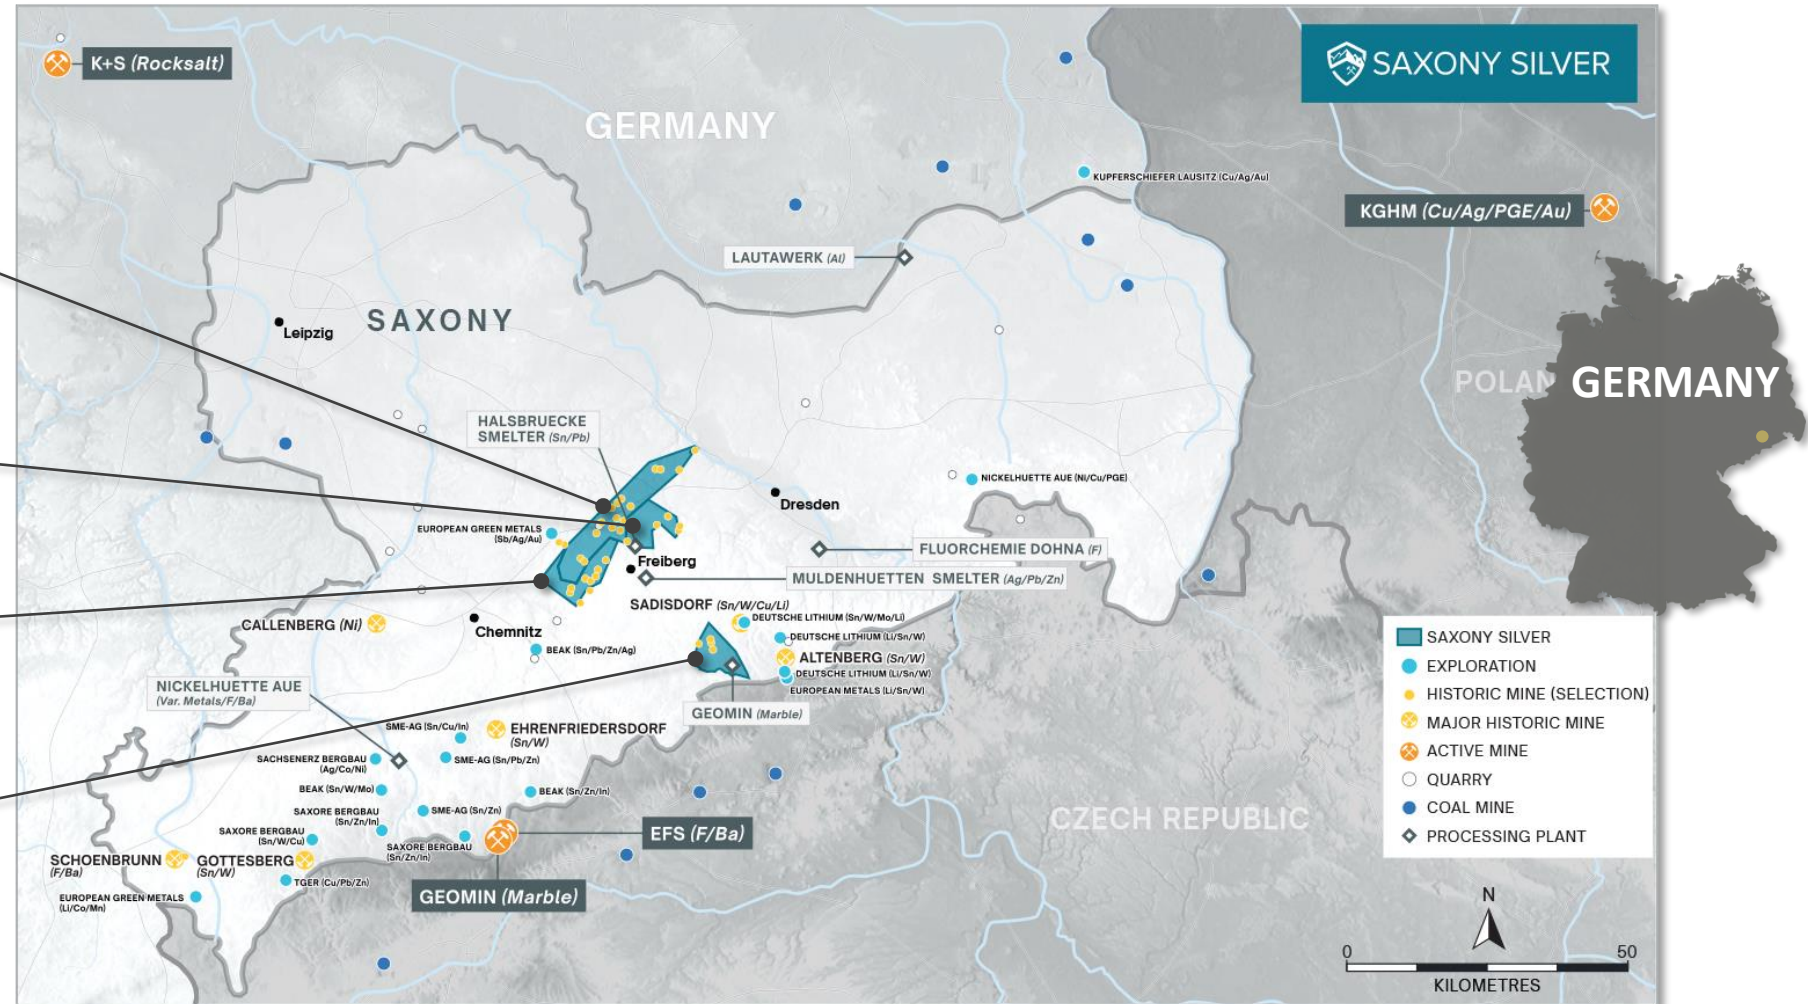 K+S (Rocksalt)
SAXONY SILVER
GERMANY
KUPFERSCHIEFER LAUSITZ (Cu/Ag/Au)
KGHM (Cu/Ag/PGE/Au)
LAUTAWERK (Al)
Leipzig
SAXONY
POLAN
GERMANY
HALSBRUECKE
SMELTER (Sn/Pb)
NICKELHUETTE AUE (Ni/Cu/PGE)
Dresden
EUROPEAN GREEN METALS
(Sb/Ag/Au)
FLUORCHEMIE DOHNA (F)
Freiberg
MULDENHUETTEN SMELTER (Ag/Pb/Zn)
SADISDORF (Sn/W/Cu/Li)
DEUTSCHE LITHIUM (Sn/W/Mo/Li)
CALLENBERG (Ni)
Chemnitz
DEUTSCHE LITHIUM (Li/Sn/W)
BEAK (Sn/Pb/Zn/Ag)
ALTENBERG (Sn/W)
DEUTSCHE LITHIUM (Li/Sn/W)
EUROPEAN METALS (Li/Sn/W)
NICKELHUETTE AUE
(Var. Metals/F/Ba)
GEOMIN (Marble)
SME-AG (Sn/Cu/In)
EHRENFRIEDERSDORF
(Sn/W)
SACHSENERZ BERGBAU
(Ag/Co/Ni)
SME-AG (Sn/Pb/Zn)
BEAK (Sn/W/Mo)
BEAK (Sn/Zn/In)
SAXORE BERGBAU
(Sn/Zn/In)
SME-AG (Sn/Zn)
SAXORE BERGBAU
(Sn/W/Cu)
SAXORE BERGBAU
(Sn/Zn/In)
EFS (F/Ba)
SCHOENBRUNN
(F/Ba)
GOTTESBERG
(Sn/W)
TGER (Cu/Pb/Zn)
EUROPEAN GREEN METALS
(Li/Co/Mn)
GEOMIN (Marble)
CZECH REPUBLIC
SAXONY SILVER
EXPLORATION
HISTORIC MINE (SELECTION)
MAJOR HISTORIC MINE
ACTIVE MINE
QUARRY
COAL MINE
PROCESSING PLANT
N
0 50
KILOMETRES